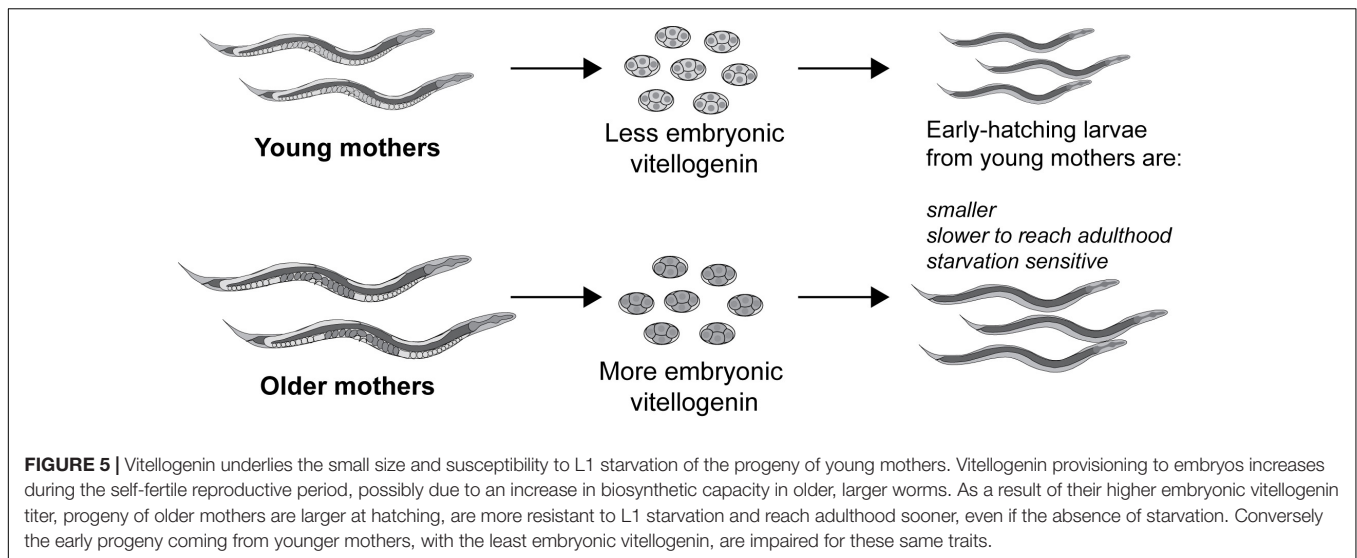 Young mothers
Less embryonic
vitellogenin
Early-hatching larvae
from young mothers are:
smaller
slower to reach adulthood
starvation sensitive
Older mothers
More embryonic
vitellogenin
FIGURE 5 | Vitellogenin underlies the small size and susceptibility to L1 starvation of the progeny of young mothers. Vitellogenin provisioning to embryos increases
during the self-fertile reproductive period, possibly due to an increase in biosynthetic capacity in older, larger worms. As a result of their higher embryonic vitellogenin
titer, progeny of older mothers are larger at hatching, are more resistant to L1 starvation and reach adulthood sooner, even if the absence of starvation. Conversely
the early progeny coming from younger mothers, with the least embryonic vitellogenin, are impaired for these same traits.